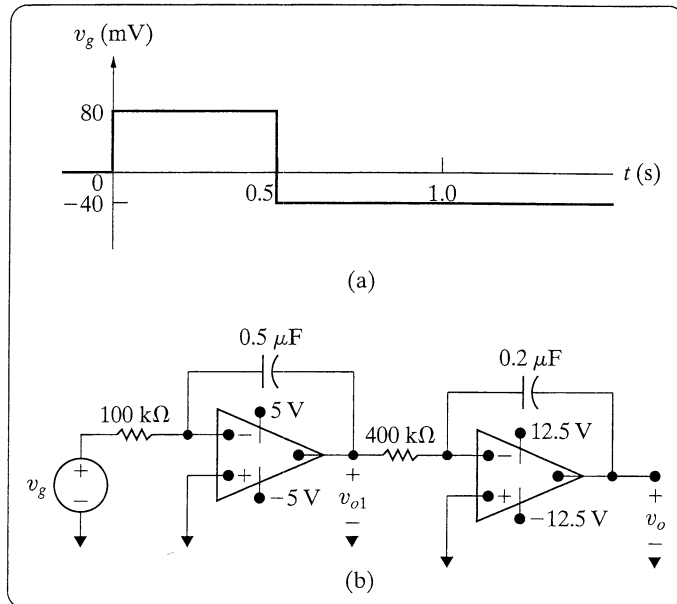 v_g (mV)
80
0
−40
0.5
1.0
t (s)
(a)
0.5 μF
0.2 μF
100 kΩ
5 V
400 kΩ
12.5 V
−
+
−5 V
+
v_o1
−
−
+
−12.5 V
+
v_o
−
v_g
+
−
(b)